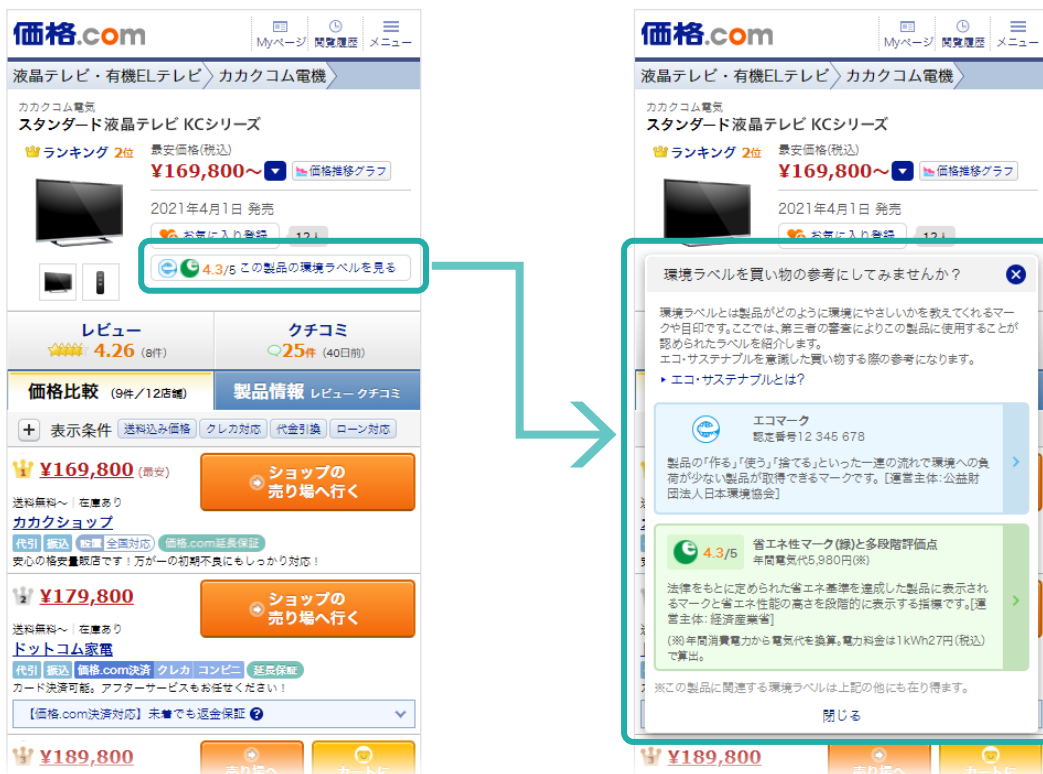 価格.com
Myページ 閲覧履歴 メニュー
液晶テレビ・有機ELテレビ カカクコム電機
カカクコム電気
スタンダード液晶テレビ KCシリーズ
ランキング 2位
最安価格(税込)
¥169,800～ 価格推移グラフ
2021年4月1日 発売
お気に入り登録 12人
4.3/5 この製品の環境ラベルを見る
レビュー
4.26 (8件)
クチコミ
25件 (40日前)
価格比較 (9件／12店舗)
製品情報 レビュー クチコミ
表示条件 送料込み価格 クレカ対応 代金引換 ローン対応
1 ¥169,800 (最安)
ショップの
売り場へ行く
送料無料～ 在庫あり
カカクショップ
代引 振込 設置 全国対応 価格.com延長保証
安心の格安量販店です！万が一の初期不良にもしっかり対応！
2 ¥179,800
ショップの
売り場へ行く
送料無料～ 在庫あり
ドットコム家電
代引 振込 価格.com決済 クレカ コンビニ 延長保証
カード決済可能。アフターサービスもお任せください！
【価格.com決済対応】未着でも返金保証
3 ¥189,800
売り場へ カートに
価格.com
Myページ 閲覧履歴 メニュー
液晶テレビ・有機ELテレビ カカクコム電機
カカクコム電気
スタンダード液晶テレビ KCシリーズ
ランキング 2位
最安価格(税込)
¥169,800～ 価格推移グラフ
2021年4月1日 発売
お気に入り登録 12人
環境ラベルを買い物の参考にしてみませんか？
環境ラベルとは製品がどのように環境にやさしいかを教えてくれるマー
クや目印です。ここでは、第三者の審査によりこの製品に使用することが
認められたラベルを紹介します。
エコ・サステナブルを意識した買い物する際の参考になります。
エコ・サステナブルとは?
エコマーク
認定番号12 345 678
製品の「作る」「使う」「捨てる」といった一連の流れで環境への負
荷が少ない製品が取得できるマークです。［運営主体：公益財
団法人日本環境協会］
4.3/5
省エネ性マーク(緑)と多段階評価点
年間電気代5,980円(※)
法律をもとに定められた省エネ基準を達成した製品に表示され
るマークと省エネ性能の高さを段階的に表示する指標です。［運
営主体：経済産業省］
(※)年間消費電力から電気代を換算。電力料金は1kWh27円(税込)
で算出。
※この製品に関連する環境ラベルは上記の他にも在り得ます。
閉じる
3 ¥189,800
売り場へ カートに